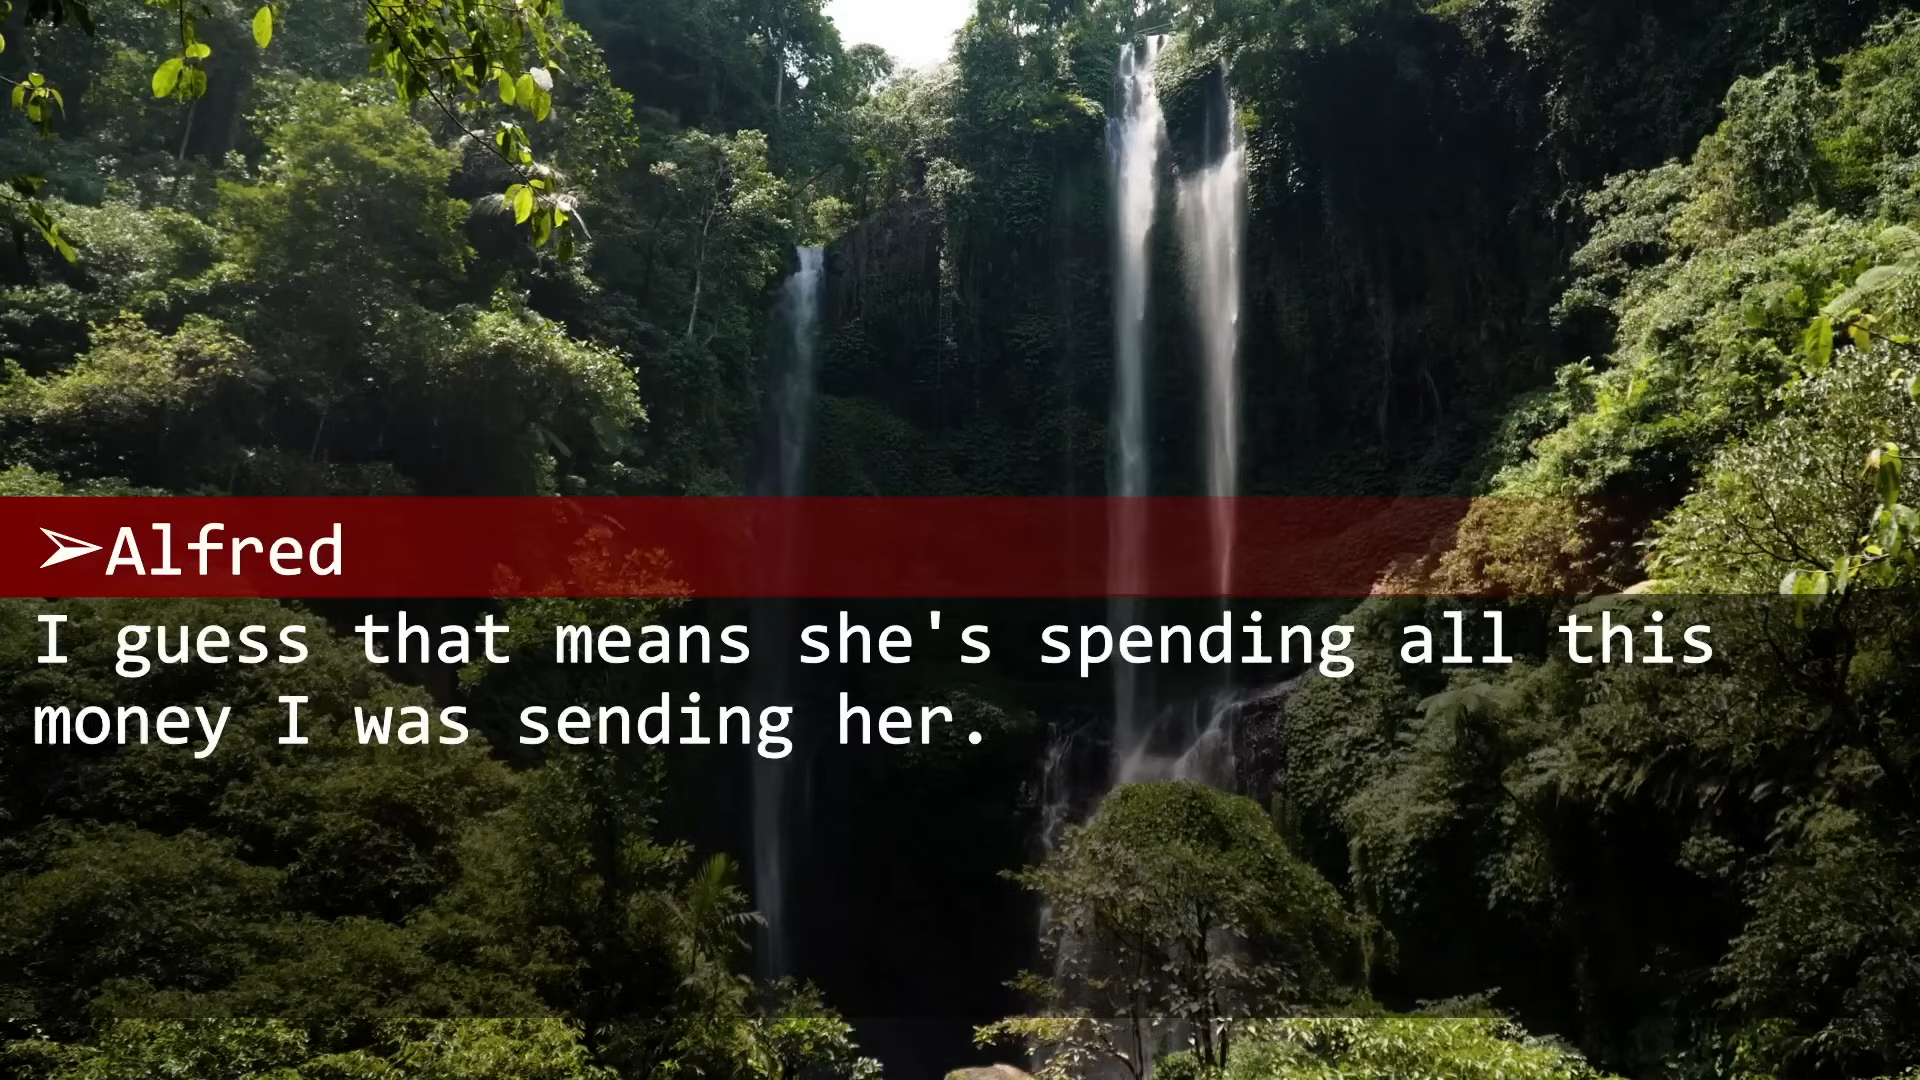 ➢Alfred
I guess that means she's spending all this
money I was sending her.